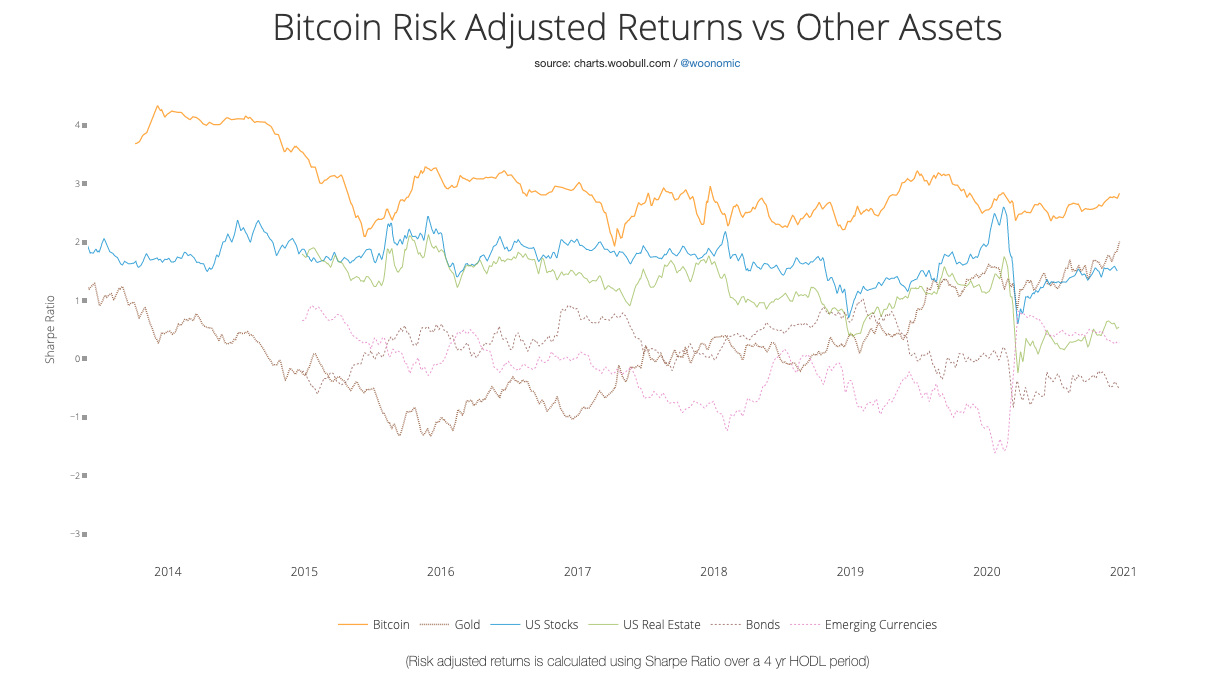 Bitcoin Risk Adjusted Returns vs Other Assets
source: charts.woobull.com / @woonomic
Sharpe Ratio
4
3
2
1
0
−1
−2
−3
2014 2015 2016 2017 2018 2019 2020 2021
Bitcoin Gold US Stocks US Real Estate Bonds Emerging Currencies
(Risk adjusted returns is calculated using Sharpe Ratio over a 4 yr HODL period)